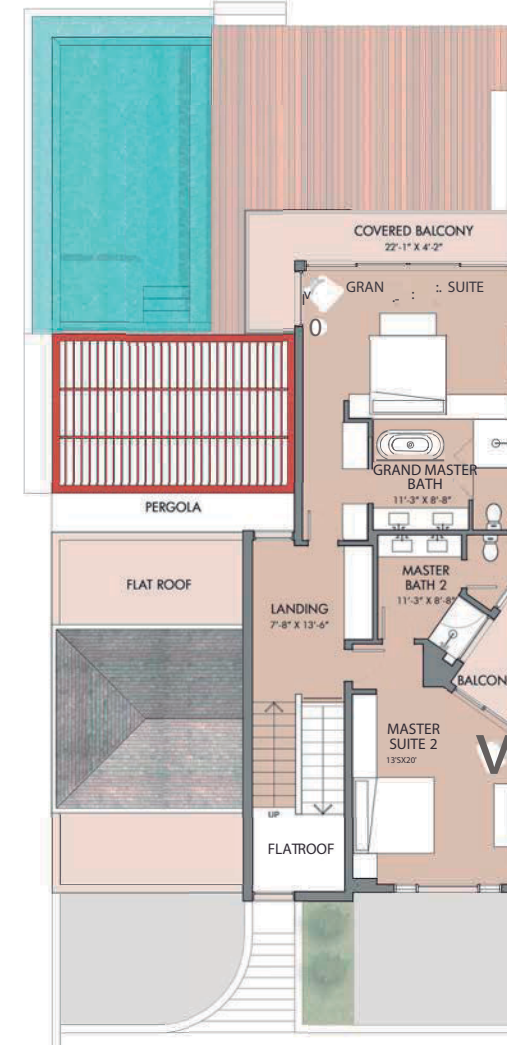 COVERED BALCONY
22'-1" X 4'-2"
GRAN SUITE
GRAND MASTER
BATH
11'-3" X 8'-8"
PERGOLA
MASTER
BATH 2
11'-3" X 8'-8"
FLAT ROOF
LANDING
7'-8" X 13'-6"
BALCON
MASTER
SUITE 2
13'5X20'
V
UP
FLATROOF